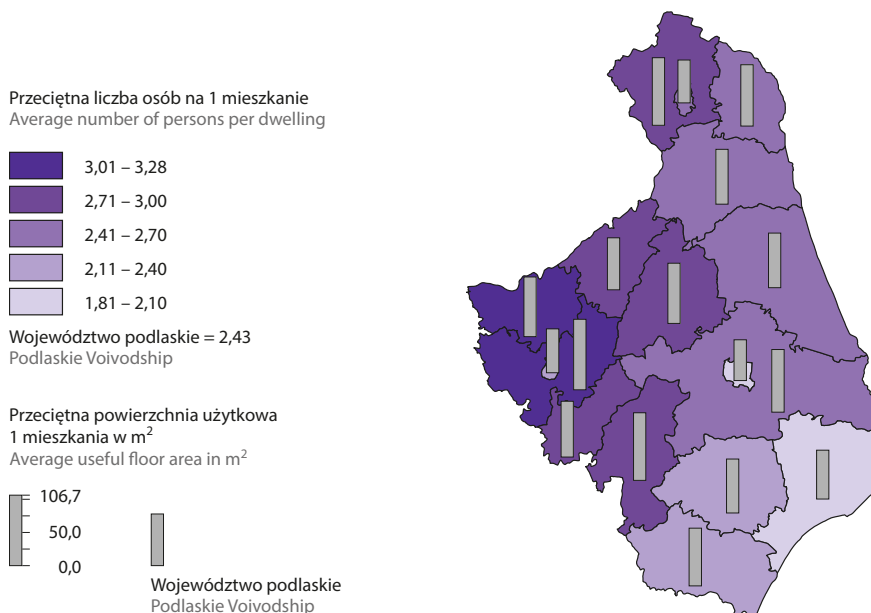 Przeciętna liczba osób na 1 mieszkanie
Average number of persons per dwelling
3,01 – 3,28
2,71 – 3,00
2,41 – 2,70
2,11 – 2,40
1,81 – 2,10
Województwo podlaskie = 2,43
Podlaskie Voivodship
Przeciętna powierzchnia użytkowa
1 mieszkania w m²
Average useful floor area in m²
106,7
50,0
0,0
Województwo podlaskie
Podlaskie Voivodship